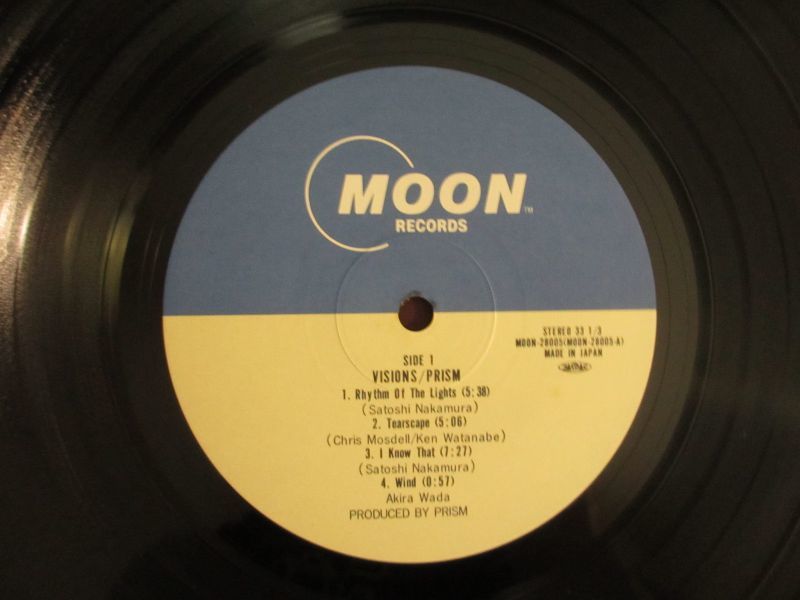 MOON™
RECORDS
STEREO 33 1/3
MOON-28005(MOON-28005-A)
MADE IN JAPAN
SIDE 1
VISIONS/PRISM
1. Rhythm Of The Lights (5:38)
(Satoshi Nakamura)
2. Tearscape (5:06)
(Chris Mosdell/Ken Watanabe)
3. I Know That (7:27)
(Satoshi Nakamura)
4. Wind (0:57)
Akira Wada
PRODUCED BY PRISM